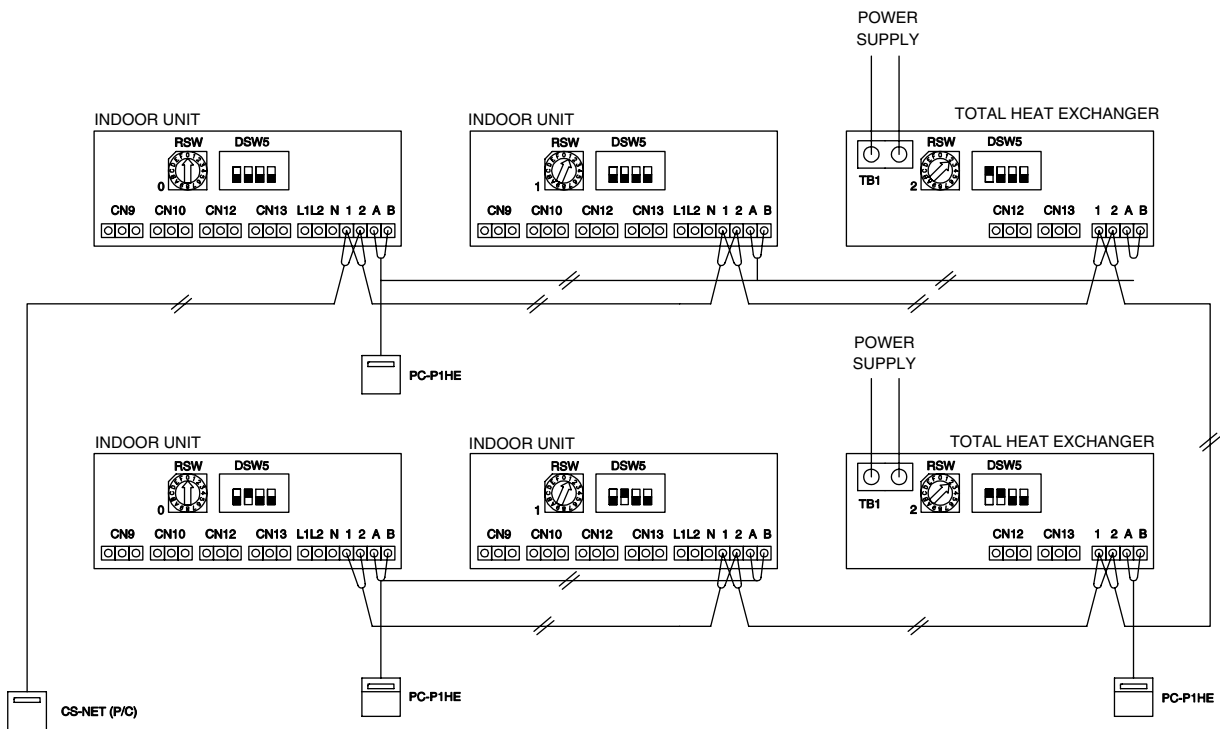 POWER
SUPPLY
INDOOR UNIT
INDOOR UNIT
TOTAL HEAT EXCHANGER
RSW DSW5
RSW DSW5
RSW DSW5
0
1
TB1 2
CN9 CN10 CN12 CN13 L1L2 N 1 2 A B
CN9 CN10 CN12 CN13 L1L2 N 1 2 A B
CN12 CN13 1 2 A B
PC-P1HE
POWER
SUPPLY
INDOOR UNIT
INDOOR UNIT
TOTAL HEAT EXCHANGER
RSW DSW5
RSW DSW5
RSW DSW5
0
1
TB1 2
CN9 CN10 CN12 CN13 L1L2 N 1 2 A B
CN9 CN10 CN12 CN13 L1L2 N 1 2 A B
CN12 CN13 1 2 A B
CS-NET (P/C)
PC-P1HE
PC-P1HE